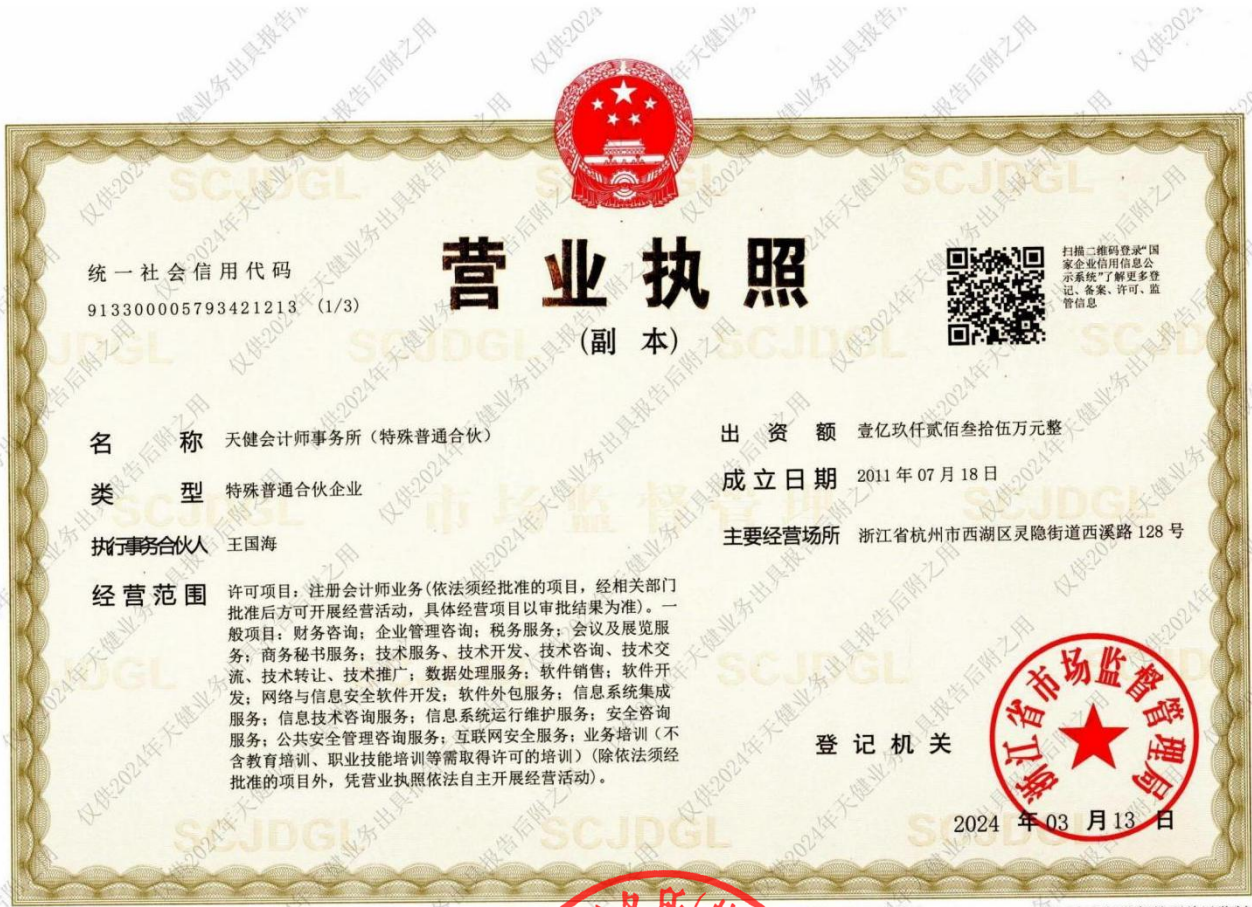 统一社会信用代码
913300005793421213 (1/3)
营业执照
(副 本)
扫描二维码登录“国
家企业信用信息公
示系统”了解更多登
记、备案、许可、监
管信息
名 称 天健会计师事务所（特殊普通合伙）
类 型 特殊普通合伙企业
执行事务合伙人 王国海
经营范围 许可项目：注册会计师业务(依法须经批准的项目，经相关部门
批准后方可开展经营活动，具体经营项目以审批结果为准)。一
般项目：财务咨询；企业管理咨询；税务服务；会议及展览服
务；商务秘书服务；技术服务、技术开发、技术咨询、技术交
流、技术转让、技术推广；数据处理服务；软件销售；软件开
发；网络与信息安全软件开发；软件外包服务；信息系统集成
服务；信息技术咨询服务；信息系统运行维护服务；安全咨询
服务；公共安全管理咨询服务；互联网安全服务；业务培训（不
含教育培训、职业技能培训等需取得许可的培训）(除依法须经
批准的项目外，凭营业执照依法自主开展经营活动)。
出 资 额 壹亿玖仟贰佰叁拾伍万元整
成立日期 2011 年 07 月 18 日
主要经营场所 浙江省杭州市西湖区灵隐街道西溪路 128 号
登记机关
浙江省市场监督管理局
2024 年 03 月 13 日
SCJDGL
市场监督管理
仅供2024年天健业务出具报告后附之用